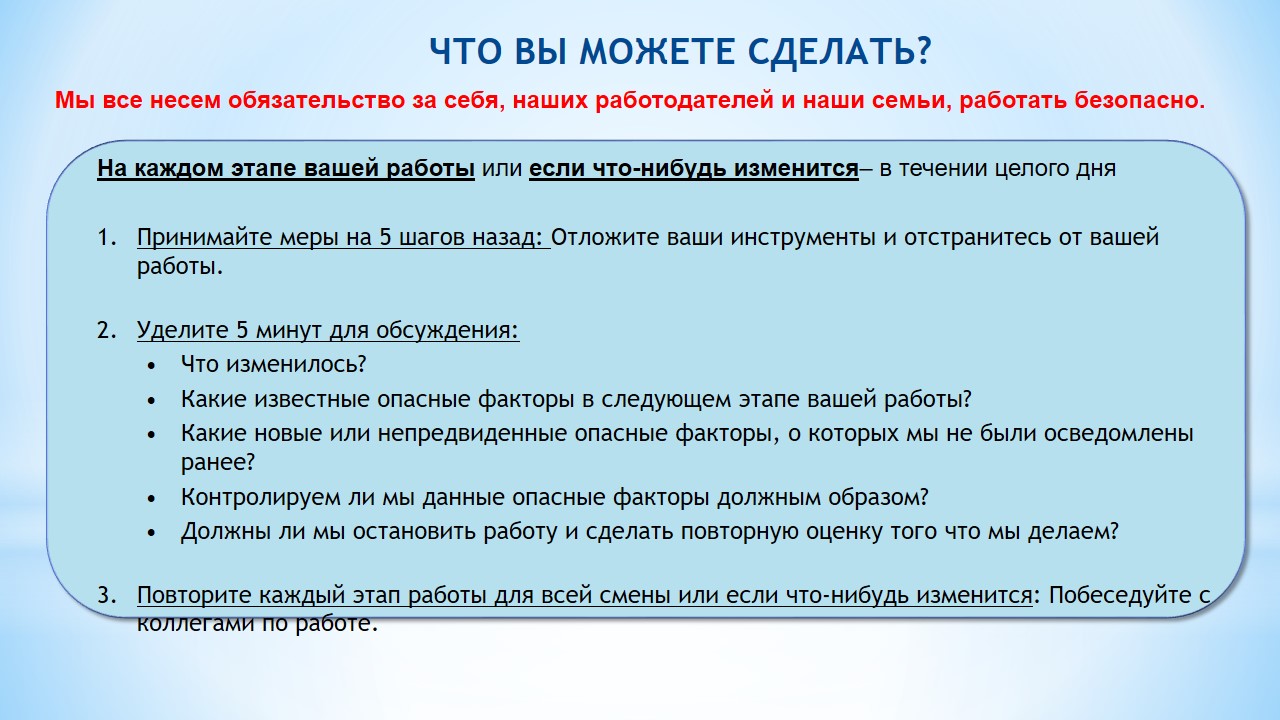 ЧТО ВЫ МОЖЕТЕ СДЕЛАТЬ?
Мы все несем обязательство за себя, наших работодателей и наши семьи, работать безопасно.
На каждом этапе вашей работы или если что-нибудь изменится– в течении целого дня
1. Принимайте меры на 5 шагов назад: Отложите ваши инструменты и отстранитесь от вашей
работы.
2. Уделите 5 минут для обсуждения:
• Что изменилось?
• Какие известные опасные факторы в следующем этапе вашей работы?
• Какие новые или непредвиденные опасные факторы, о которых мы не были осведомлены
ранее?
• Контролируем ли мы данные опасные факторы должным образом?
• Должны ли мы остановить работу и сделать повторную оценку того что мы делаем?
3. Повторите каждый этап работы для всей смены или если что-нибудь изменится: Побеседуйте с
коллегами по работе.